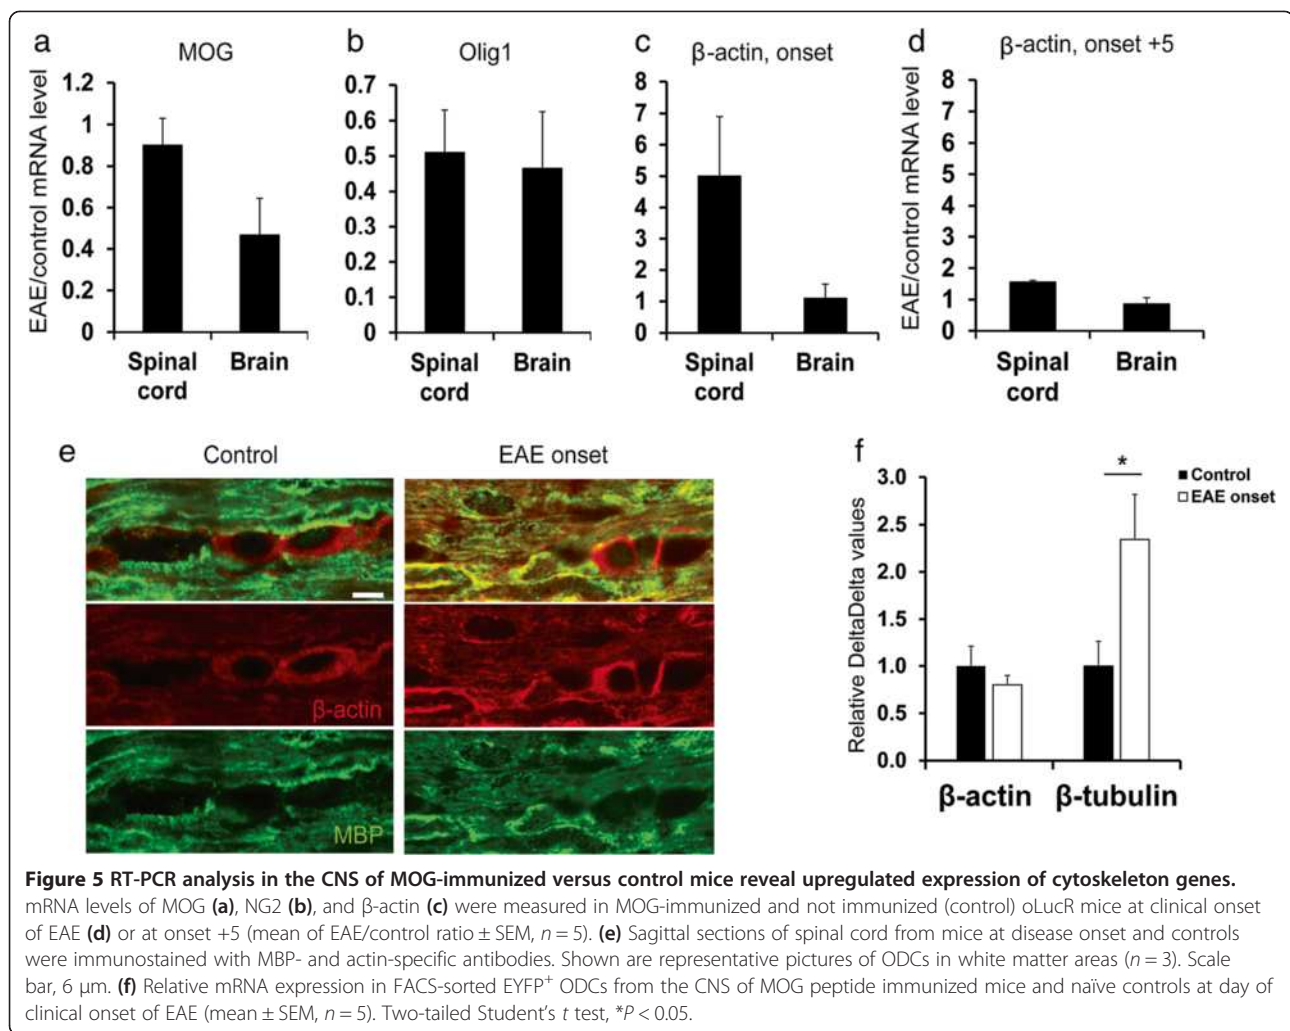 a
MOG
EAE/control mRNA level
1.2
1
0.8
0.6
0.4
0.2
0
Spinal cord
Brain
b
Olig1
0.7
0.6
0.5
0.4
0.3
0.2
0.1
0
Spinal cord
Brain
c
β-actin, onset
8
7
6
5
4
3
2
1
0
Spinal cord
Brain
d
β-actin, onset +5
EAE/control mRNA level
8
7
6
5
4
3
2
1
0
Spinal cord
Brain
e
Control
EAE onset
β-actin
MBP
f
Relative DeltaDelta values
3.0
2.5
2.0
1.5
1.0
0.5
0.0
*
Control
EAE onset
β-actin
β-tubulin
Figure 5 RT-PCR analysis in the CNS of MOG-immunized versus control mice reveal upregulated expression of cytoskeleton genes.
mRNA levels of MOG (a), NG2 (b), and β-actin (c) were measured in MOG-immunized and not immunized (control) oLucR mice at clinical onset
of EAE (d) or at onset +5 (mean of EAE/control ratio ± SEM, n = 5). (e) Sagittal sections of spinal cord from mice at disease onset and controls
were immunostained with MBP- and actin-specific antibodies. Shown are representative pictures of ODCs in white matter areas (n = 3). Scale
bar, 6 μm. (f) Relative mRNA expression in FACS-sorted EYFP⁺ ODCs from the CNS of MOG peptide immunized mice and naïve controls at day of
clinical onset of EAE (mean ± SEM, n = 5). Two-tailed Student's t test, *P < 0.05.